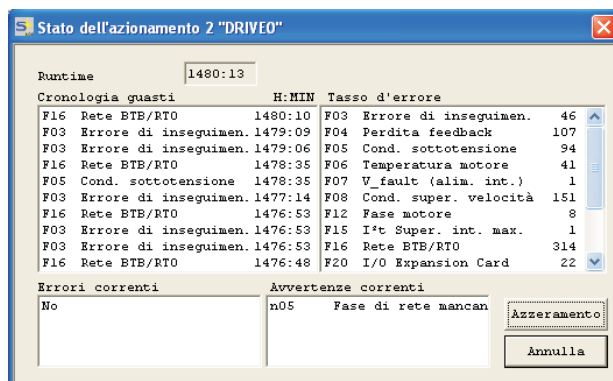 Stato dell'azionamento 2 "DRIVE0"
Runtime 1480:13
Cronologia guasti H:MIN Tasso d'errore
F16 Rete BTB/RTO 1480:10 F03 Errore di inseguimen. 46
F03 Errore di inseguimen. 1479:09 F04 Perdita feedback 107
F03 Errore di inseguimen. 1479:06 F05 Cond. sottotensione 94
F16 Rete BTB/RTO 1478:35 F06 Temperatura motore 41
F05 Cond. sottotensione 1478:35 F07 V_fault (alim. int.) 1
F03 Errore di inseguimen. 1477:14 F08 Cond. super. velocità 151
F16 Rete BTB/RTO 1476:53 F12 Fase motore 8
F03 Errore di inseguimen. 1476:53 F15 I²t Super. int. max. 1
F03 Errore di inseguimen. 1476:53 F16 Rete BTB/RTO 314
F16 Rete BTB/RTO 1476:48 F20 I/O Expansion Card 22
Errori correnti Avvertenze correnti
No n05 Fase di rete mancan
Azzeramento
Annulla